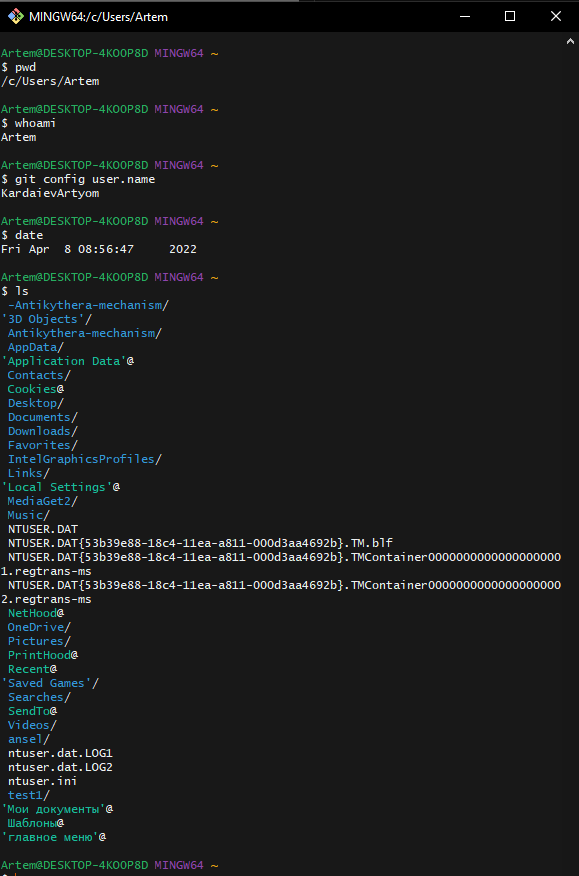 MINGW64:/c/Users/Artem
Artem@DESKTOP-4KOOP8D MINGW64 ~
$ pwd
/c/Users/Artem
Artem@DESKTOP-4KOOP8D MINGW64 ~
$ whoami
Artem
Artem@DESKTOP-4KOOP8D MINGW64 ~
$ git config user.name
KardaievArtyom
Artem@DESKTOP-4KOOP8D MINGW64 ~
$ date
Fri Apr  8 08:56:47     2022
Artem@DESKTOP-4KOOP8D MINGW64 ~
$ ls
-Antikythera-mechanism/
'3D Objects'/
Antikythera-mechanism/
AppData/
'Application Data'@
Contacts/
Cookies@
Desktop/
Documents/
Downloads/
Favorites/
IntelGraphicsProfiles/
Links/
'Local Settings'@
MediaGet2/
Music/
NTUSER.DAT
NTUSER.DAT{53b39e88-18c4-11ea-a811-000d3aa4692b}.TM.blf
NTUSER.DAT{53b39e88-18c4-11ea-a811-000d3aa4692b}.TMContainer0000000000000000000
1.regtrans-ms
NTUSER.DAT{53b39e88-18c4-11ea-a811-000d3aa4692b}.TMContainer0000000000000000000
2.regtrans-ms
NetHood@
OneDrive/
Pictures/
PrintHood@
Recent@
'Saved Games'/
Searches/
SendTo@
Videos/
ansel/
ntuser.dat.LOG1
ntuser.dat.LOG2
ntuser.ini
test1/
'Мои документы'@
Шаблоны@
'главное меню'@
Artem@DESKTOP-4KOOP8D MINGW64 ~